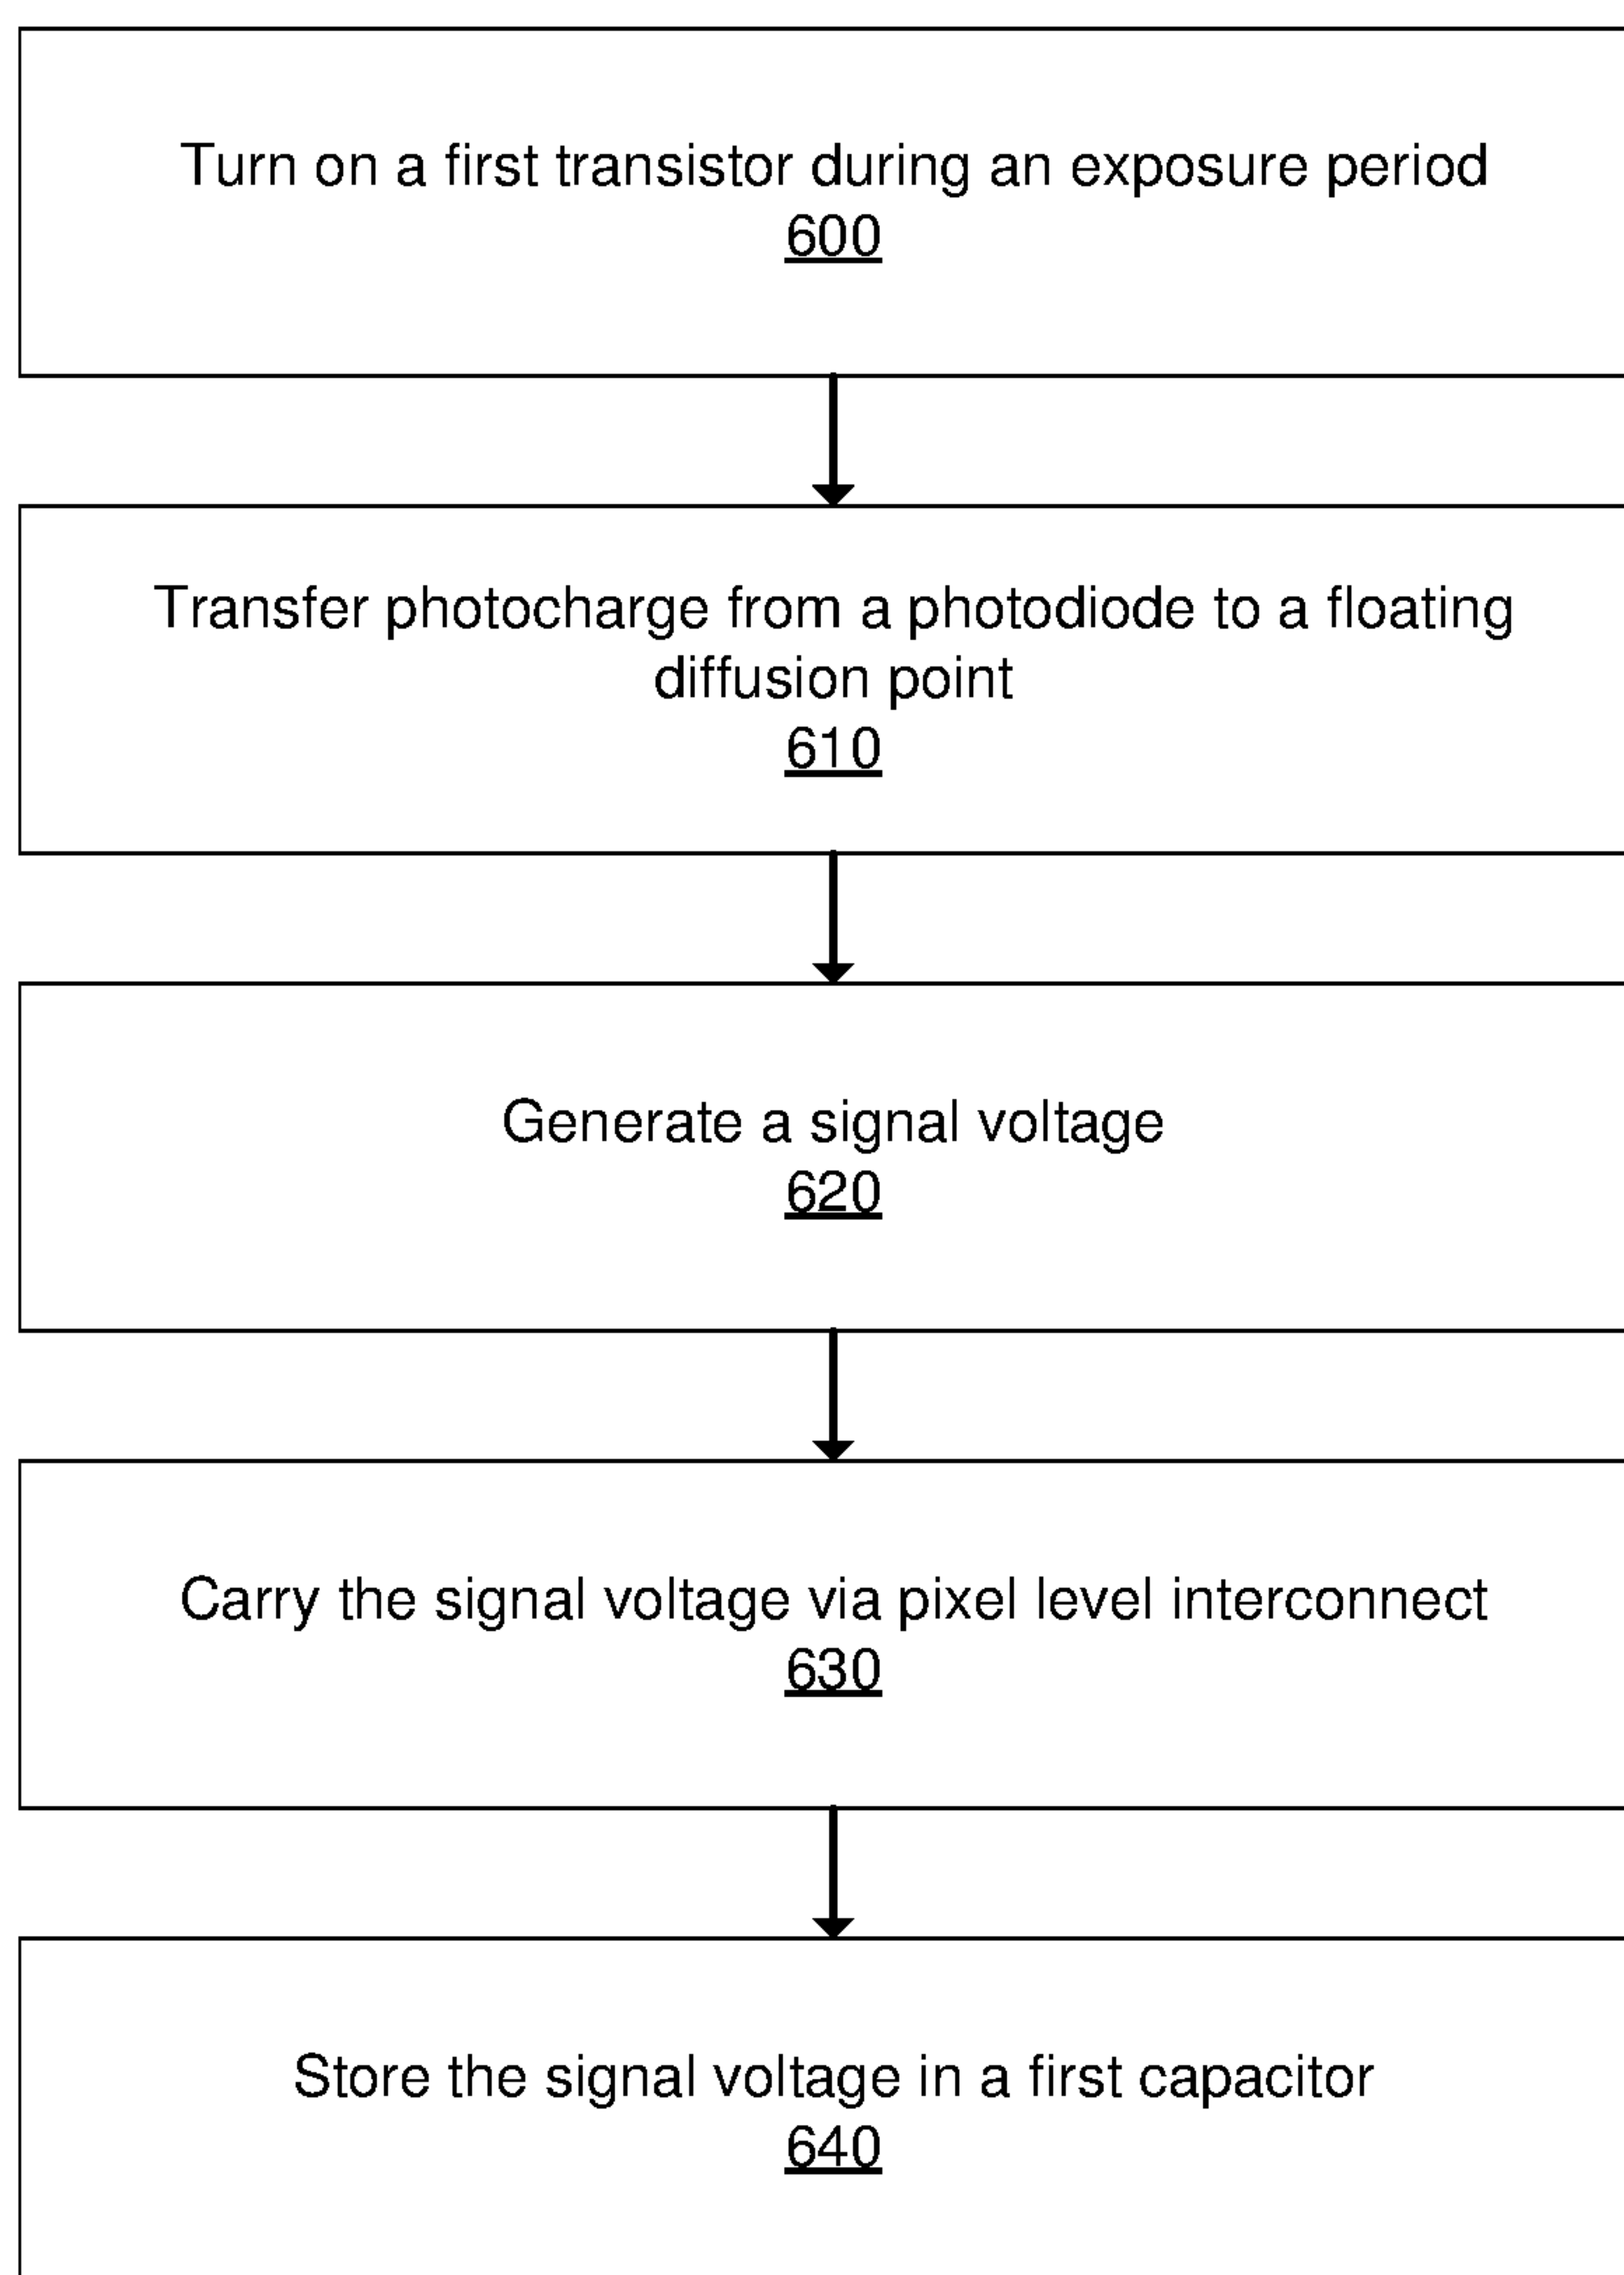 Turn on a first transistor during an exposure period
600
Transfer photocharge from a photodiode to a floating
diffusion point
610
Generate a signal voltage
620
Carry the signal voltage via pixel level interconnect
630
Store the signal voltage in a first capacitor
640